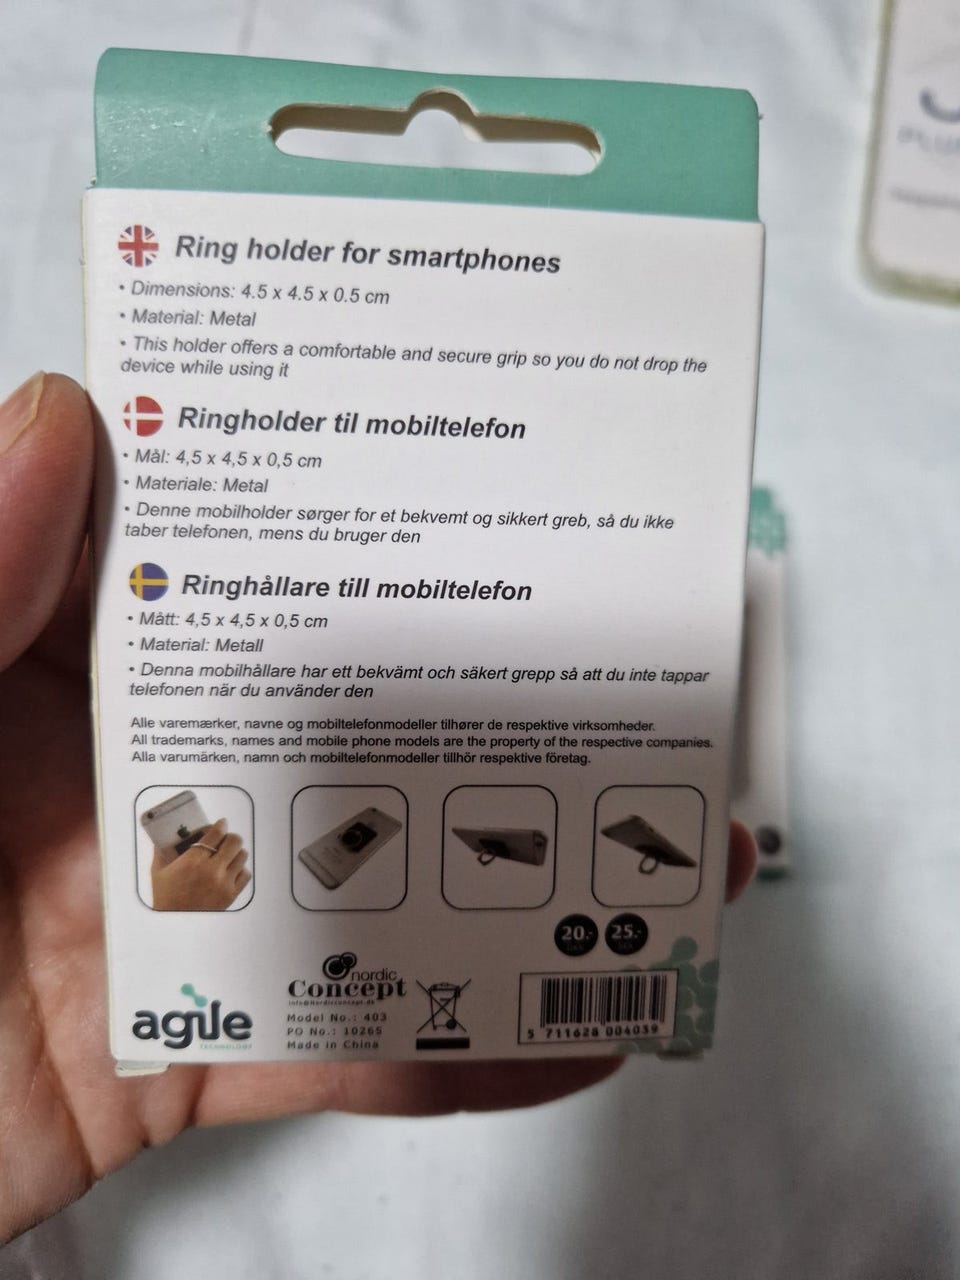 Ring holder for smartphones
• Dimensions: 4.5 x 4.5 x 0.5 cm
• Material: Metal
• This holder offers a comfortable and secure grip so you do not drop the
device while using it
Ringholder til mobiltelefon
• Mål: 4,5 x 4,5 x 0,5 cm
• Materiale: Metal
• Denne mobilholder sørger for et bekvemt og sikkert greb, så du ikke
taber telefonen, mens du bruger den
Ringhållare till mobiltelefon
• Mått: 4,5 x 4,5 x 0,5 cm
• Material: Metall
• Denna mobilhållare har ett bekvämt och säkert grepp så att du inte tappar
telefonen när du använder den
Alle varemærker, navne og mobiltelefonmodeller tilhører de respektive virksomheder.
All trademarks, names and mobile phone models are the property of the respective companies.
Alla varumärken, namn och mobiltelefonmodeller tillhör respektive företag.
20.- 25.-
agile
TECHNOLOGY
nordic
Concept
info@Nordicconcept.dk
Model No.: 403
PO No.: 10265
Made in China
5 711628 004039